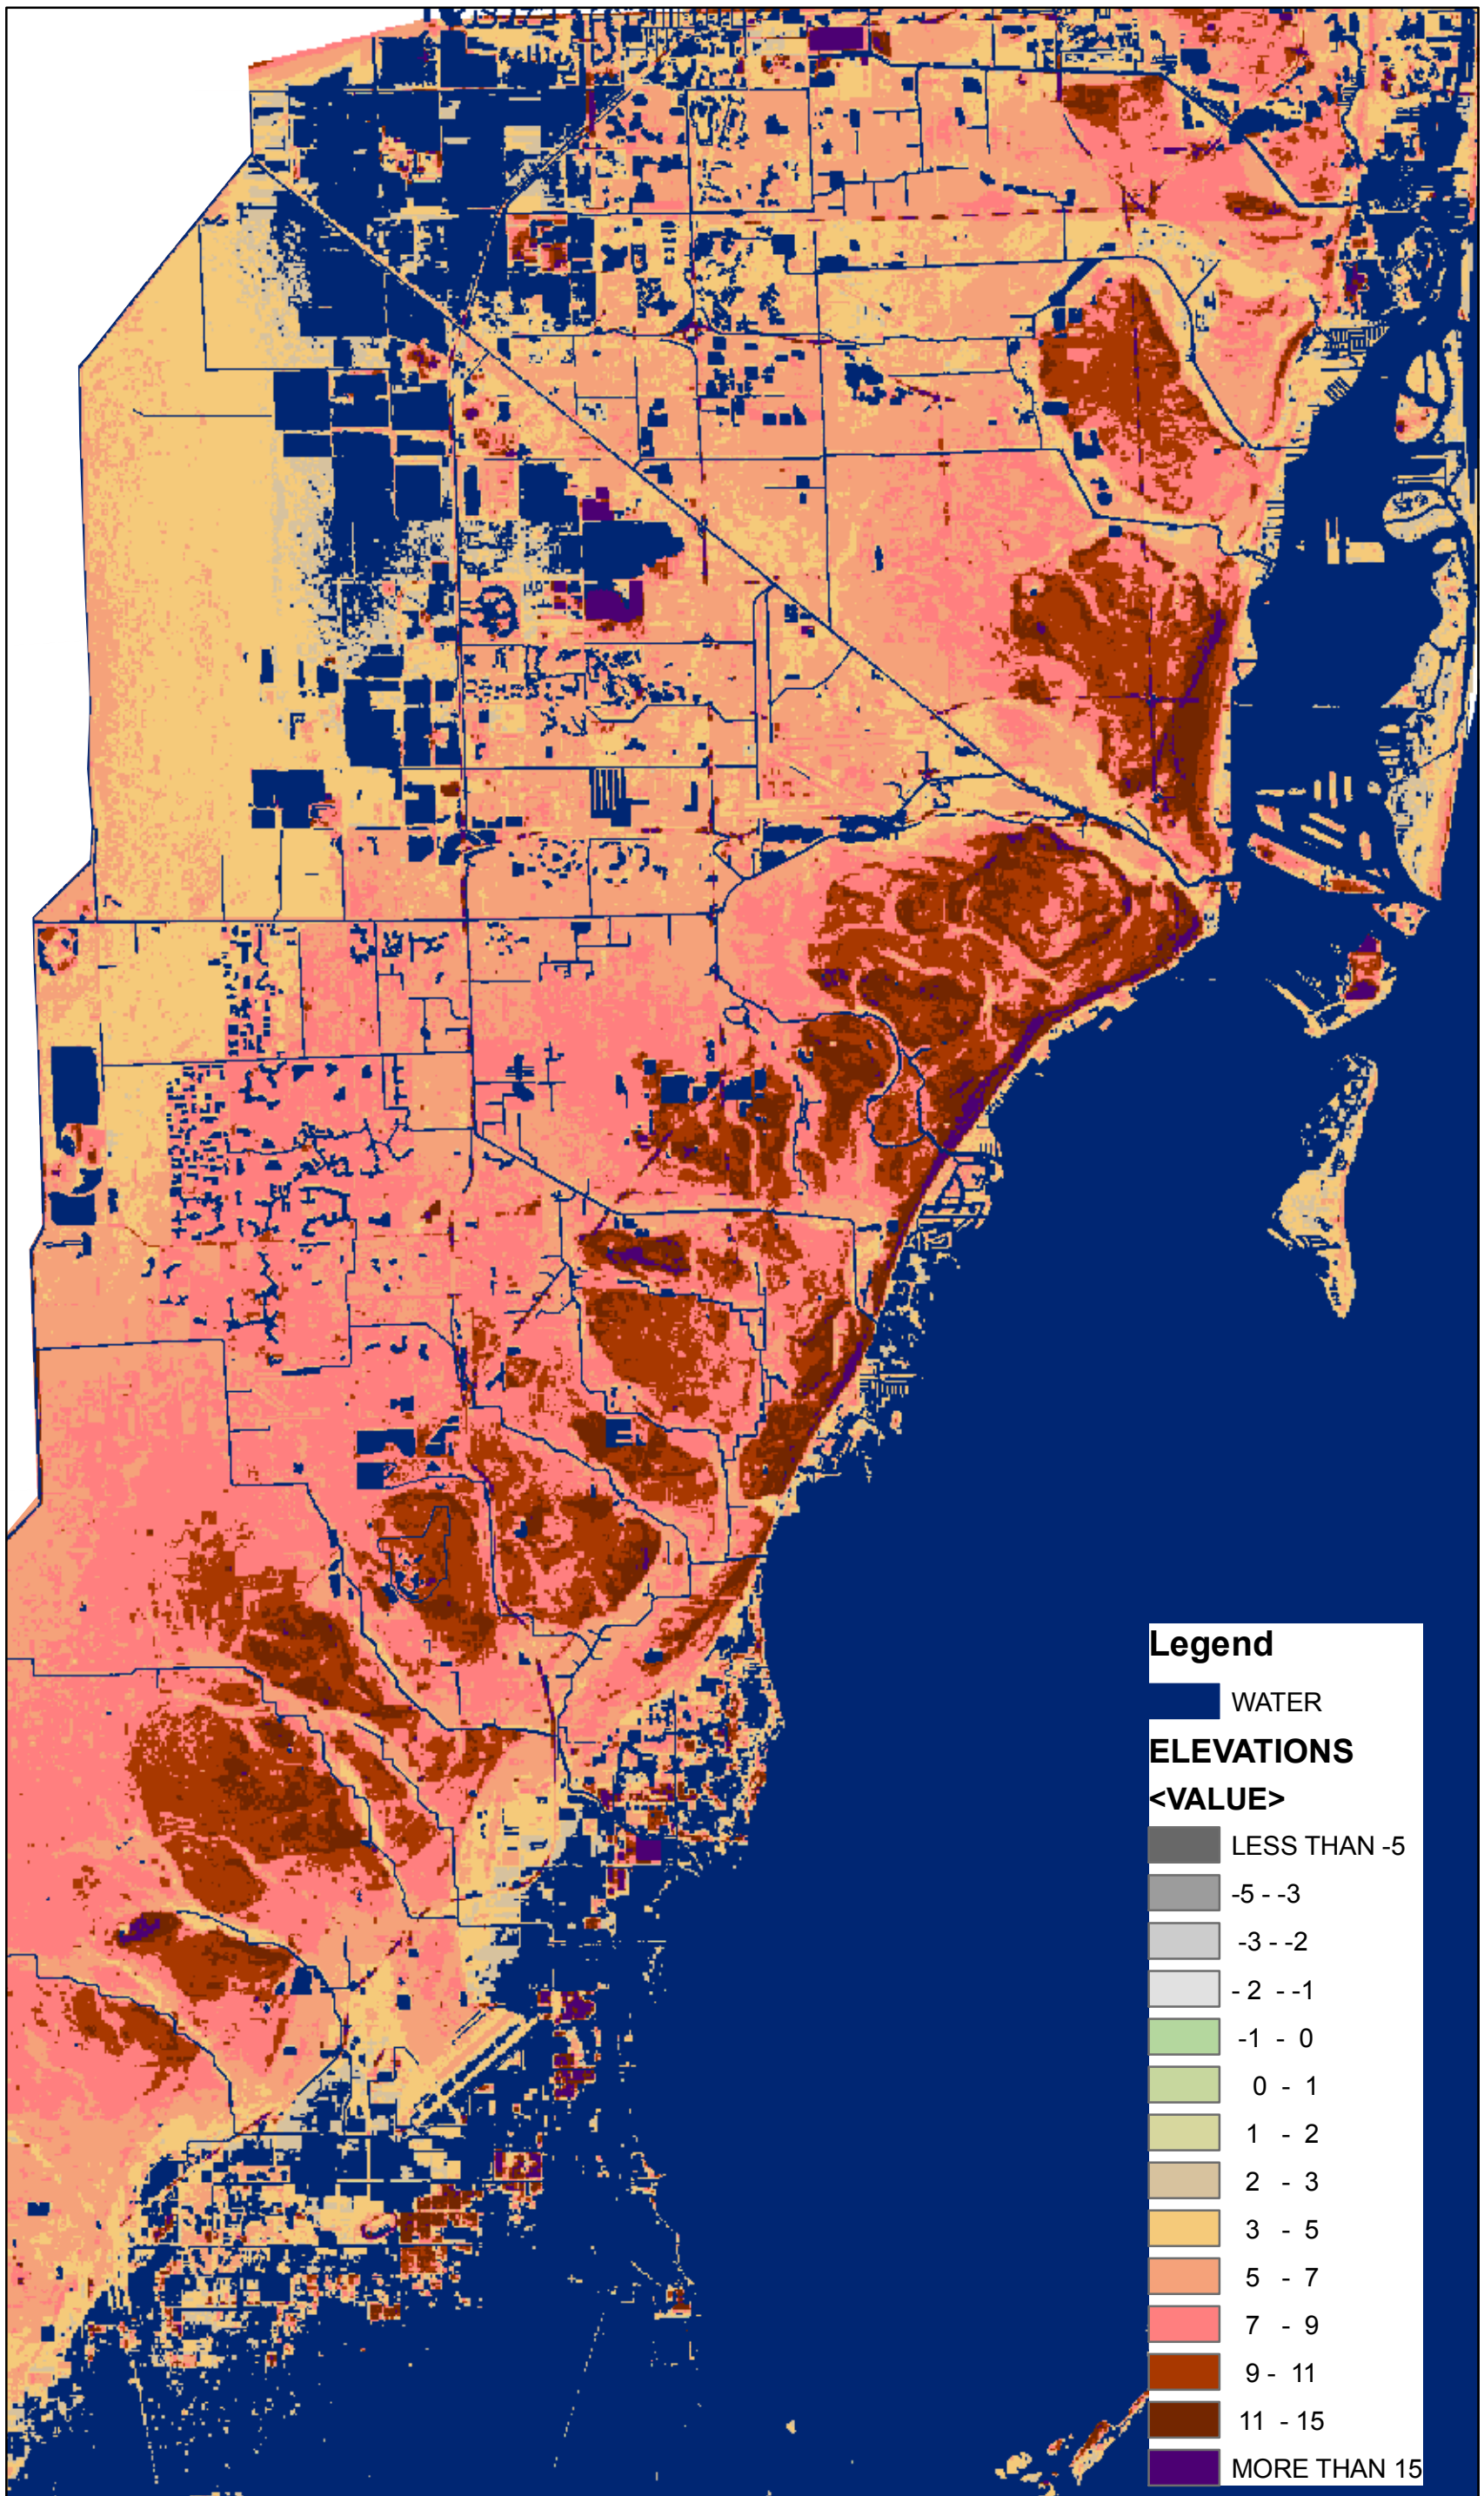 Legend
WATER
ELEVATIONS
<VALUE>
LESS THAN -5
-5 - -3
-3 - -2
- 2 - -1
-1 - 0
0 - 1
1 - 2
2 - 3
3 - 5
5 - 7
7 - 9
9 - 11
11 - 15
MORE THAN 15